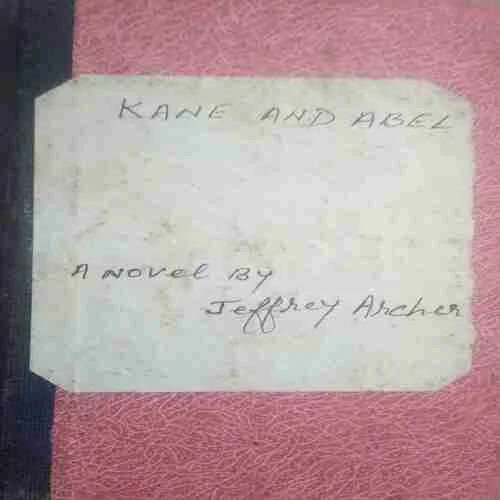 KANE AND ABEL
A NOVEL BY
Jeffrey Archer